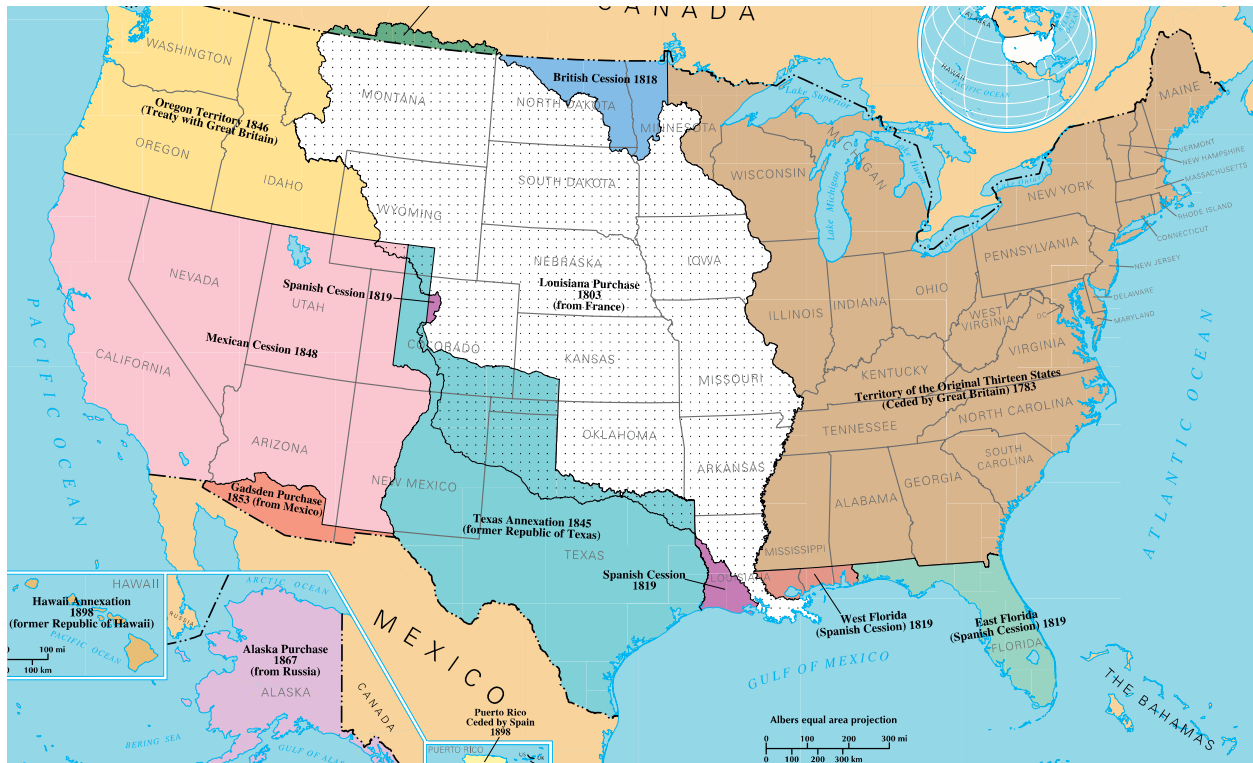 CANADA
ALASKA
HAWAII
PACIFIC OCEAN
WASHINGTON
Oregon Territory 1846
(Treaty with Great Britain)
OREGON
IDAHO
MONTANA
WYOMING
British Cession 1818
NORTH DAKOTA
MINNESOTA
SOUTH DAKOTA
Lake Superior
MICHIGAN
Lake Michigan
WISCONSIN
MAINE
VERMONT
NEW HAMPSHIRE
MASSACHUSETTS
NEW YORK
RHODE ISLAND
CONNECTICUT
PENNSYLVANIA
NEW JERSEY
DELAWARE
MARYLAND
DC
NEVADA
UTAH
Spanish Cession 1819
NEBRASKA
Louisiana Purchase
1803
(from France)
IOWA
ILLINOIS
INDIANA
OHIO
WEST
VIRGINIA
VIRGINIA
Mexican Cession 1848
CALIFORNIA
COLORADO
KANSAS
MISSOURI
KENTUCKY
Territory of the Original Thirteen States
(Ceded by Great Britain) 1783
NORTH CAROLINA
TENNESSEE
SOUTH
CAROLINA
ARIZONA
NEW MEXICO
OKLAHOMA
ARKANSAS
ALABAMA
GEORGIA
MISSISSIPPI
Gadsden Purchase
1853 (from Mexico)
Texas Annexation 1845
(former Republic of Texas)
TEXAS
Spanish Cession
1819
LOUISIANA
West Florida
(Spanish Cession) 1819
East Florida
(Spanish Cession) 1819
FLORIDA
PACIFIC OCEAN
ATLANTIC OCEAN
GULF OF MEXICO
MEXICO
THE BAHAMAS
HAWAII
Hawaii Annexation
1898
(former Republic of Hawaii)
PACIFIC OCEAN
100 mi
100 km
ARCTIC OCEAN
RUSSIA
Alaska Purchase
1867
(from Russia)
ALASKA
CANADA
BERING SEA
Puerto Rico
Ceded by Spain
1898
PUERTO RICO
Albers equal area projection
0 100 200 300 mi
0 100 200 300 km